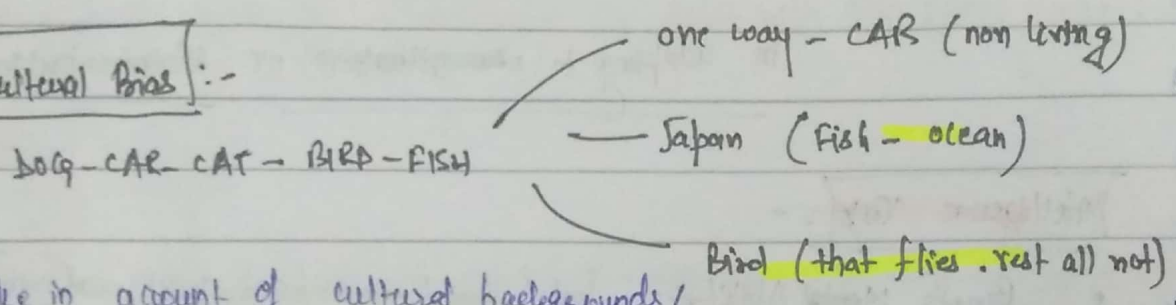 one way - CAR (non living)
ultural Bias :-
Japan (Fish - ocean)
DOG - CAR - CAT - BIRD - FISH
Bird (that flies . rest all not)
in account of cultural backgrounds/